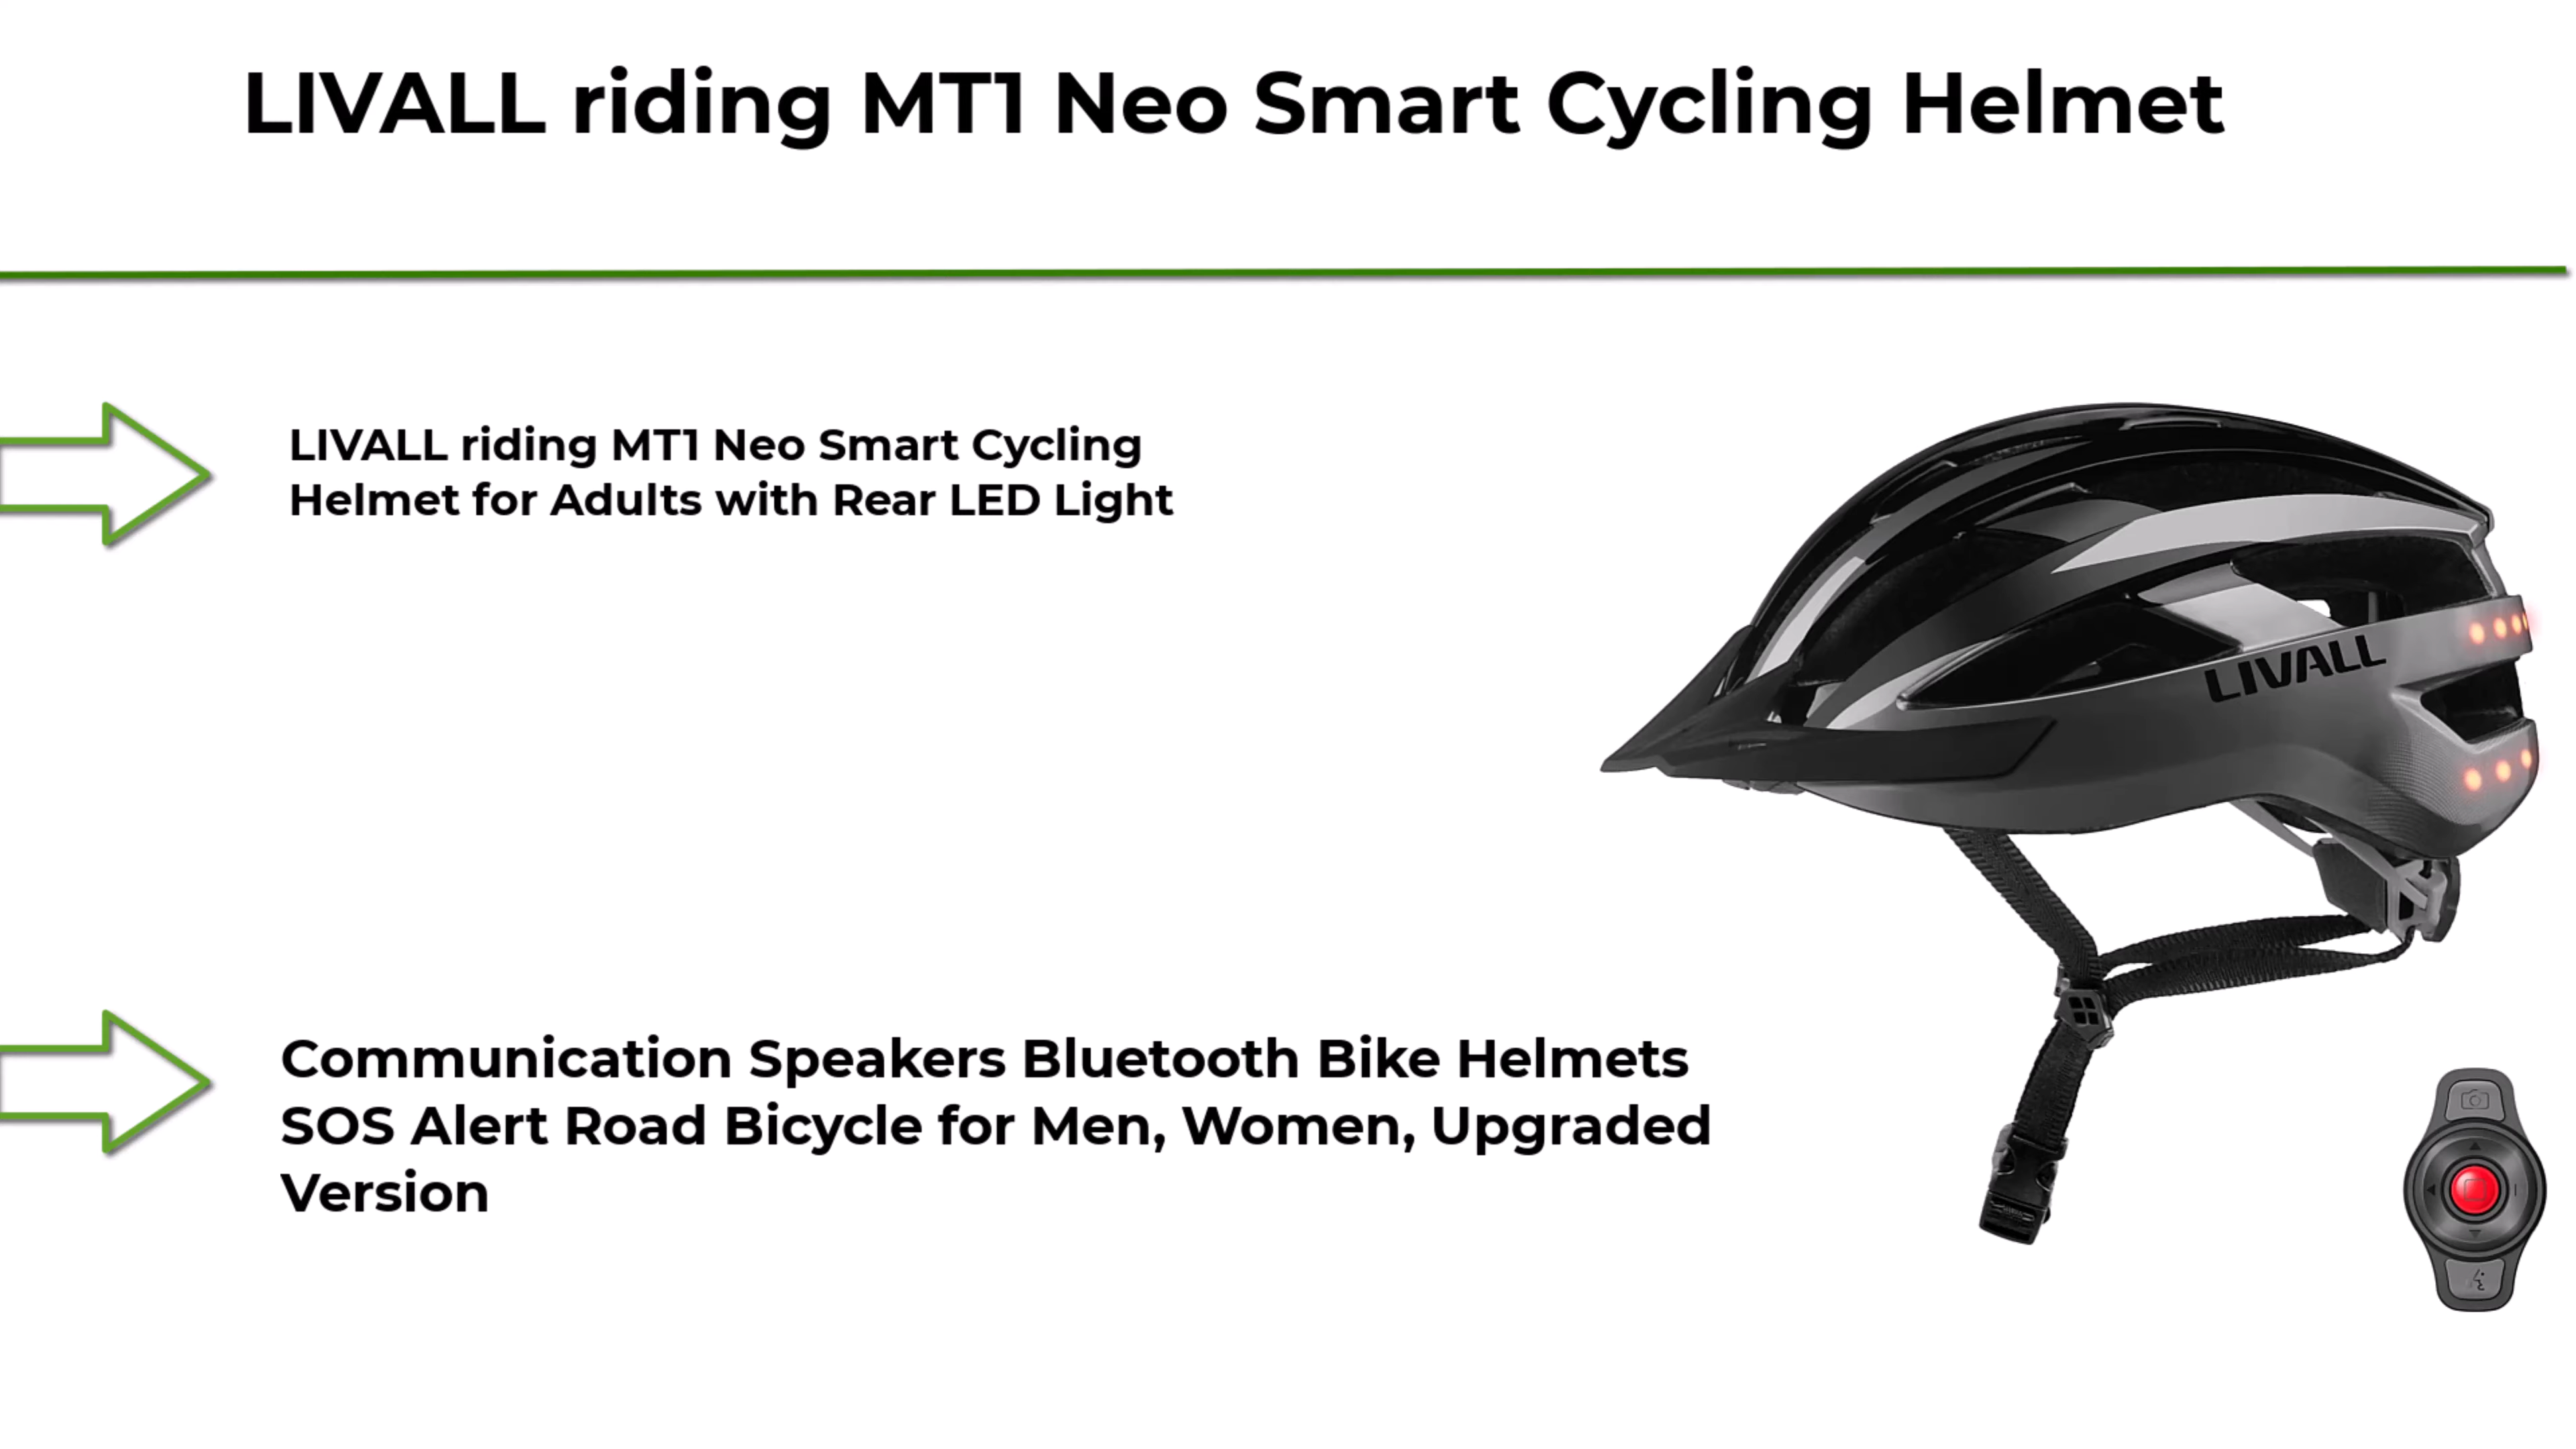 LIVALL riding MT1 Neo Smart Cycling Helmet
LIVALL riding MT1 Neo Smart Cycling
Helmet for Adults with Rear LED Light
LIVALL
Communication Speakers Bluetooth Bike Helmets
SOS Alert Road Bicycle for Men, Women, Upgraded
Version